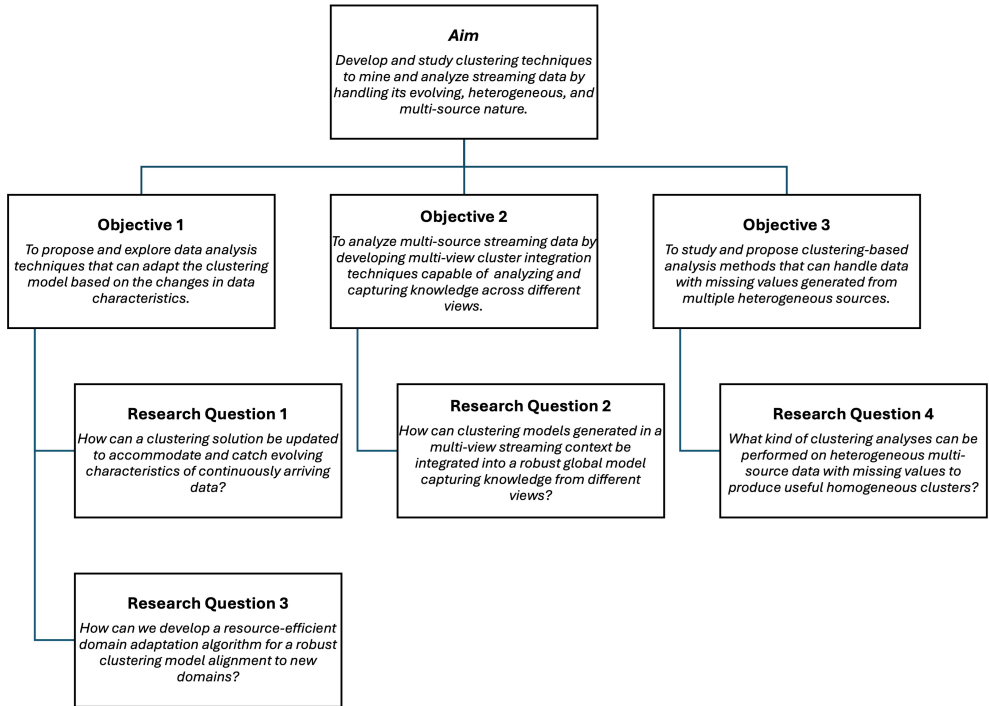 Aim
Develop and study clustering techniques
to mine and analyze streaming data by
handling its evolving, heterogeneous, and
multi-source nature.
Objective 1
To propose and explore data analysis
techniques that can adapt the clustering
model based on the changes in data
characteristics.
Objective 2
To analyze multi-source streaming data by
developing multi-view cluster integration
techniques capable of analyzing and
capturing knowledge across different
views.
Objective 3
To study and propose clustering-based
analysis methods that can handle data
with missing values generated from
multiple heterogeneous sources.
Research Question 1
How can a clustering solution be updated
to accommodate and catch evolving
characteristics of continuously arriving
data?
Research Question 2
How can clustering models generated in a
multi-view streaming context be
integrated into a robust global model
capturing knowledge from different
views?
Research Question 4
What kind of clustering analyses can be
performed on heterogeneous multi-
source data with missing values to
produce useful homogeneous clusters?
Research Question 3
How can we develop a resource-efficient
domain adaptation algorithm for a robust
clustering model alignment to new
domains?